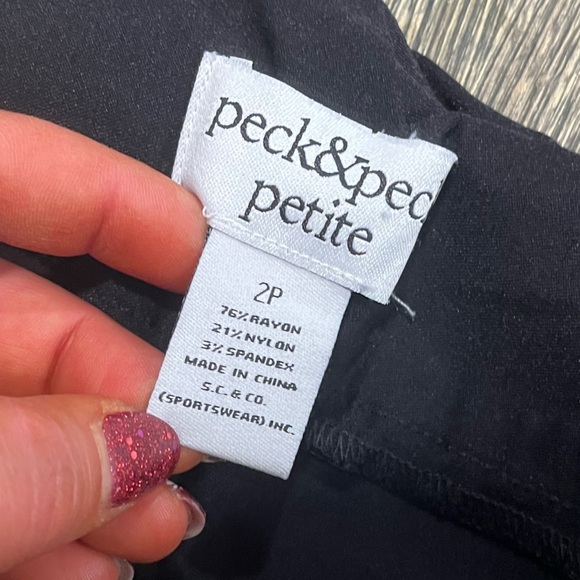 peck&pec
petite
2P
76% RAYON
21% NYLON
3% SPANDEX
MADE IN CHINA
S.C. & CO.
(SPORTSWEAR) INC.